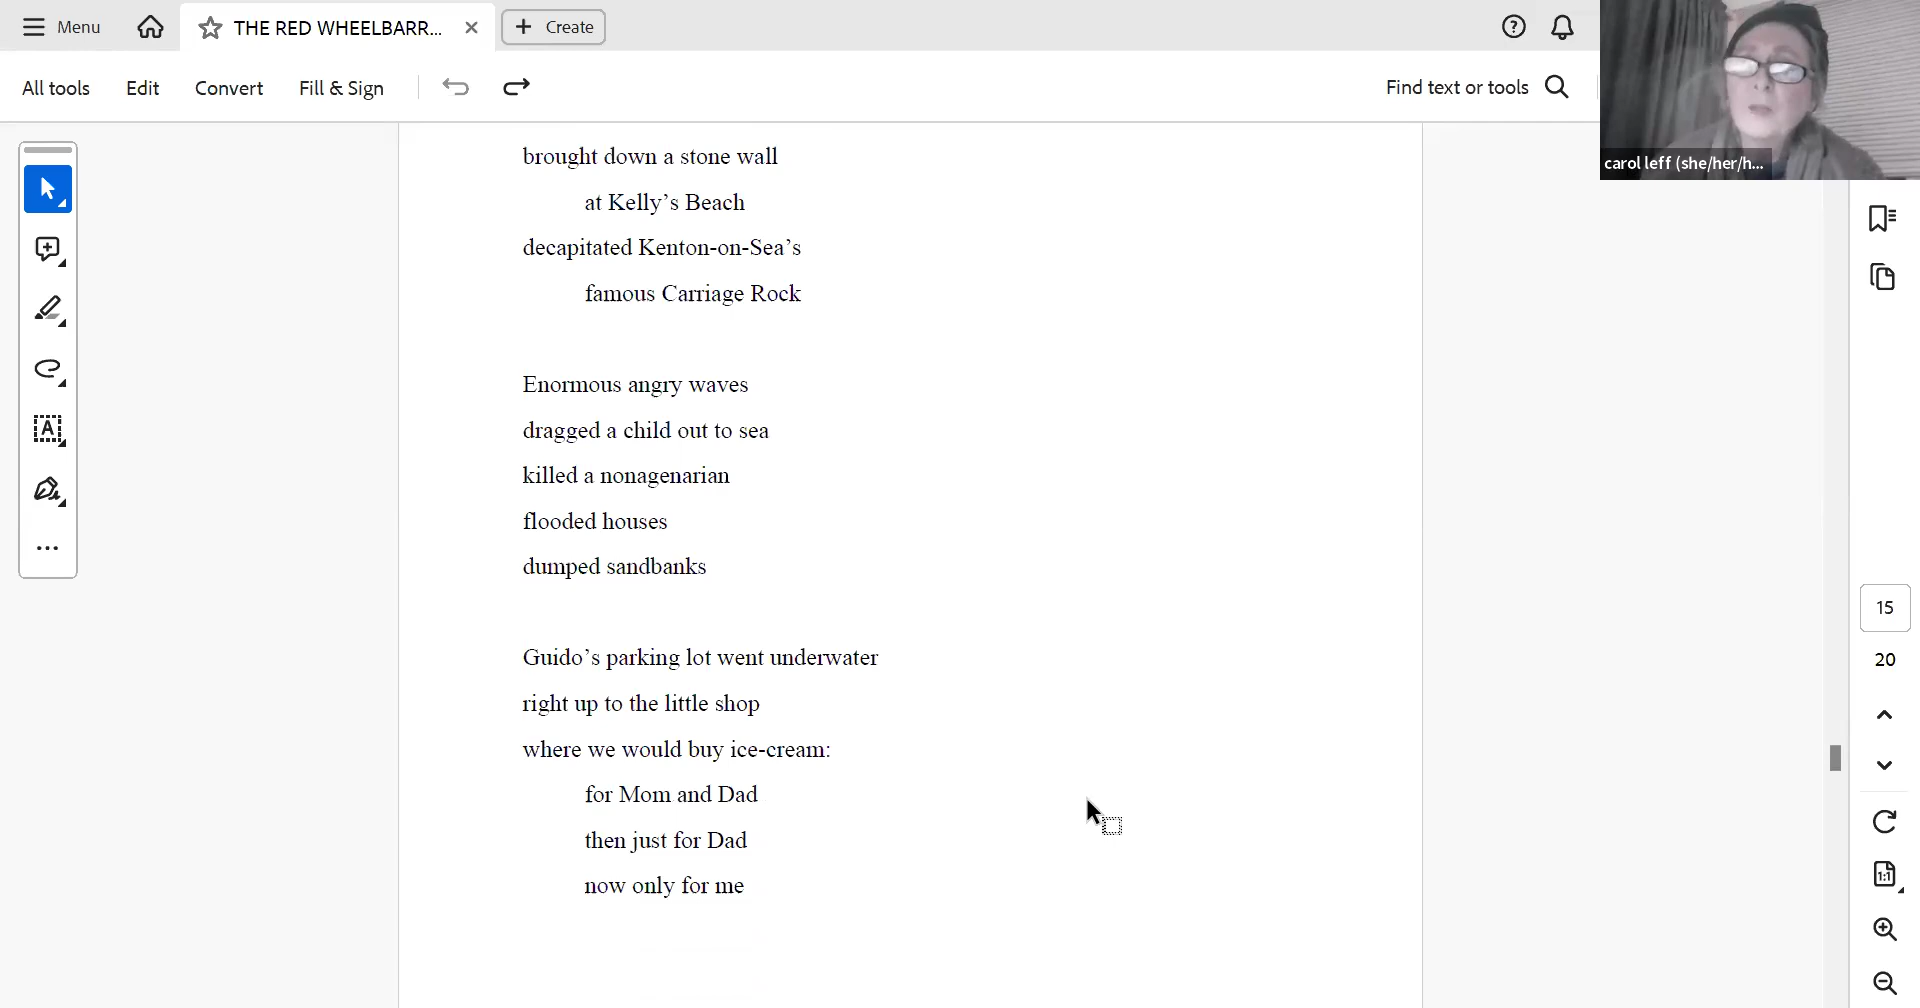 Menu
THE RED WHEELBARR...
Create
All tools
Edit
Convert
Fill & Sign
Find text or tools
carol leff (she/her/h...
brought down a stone wall
at Kelly’s Beach
decapitated Kenton-on-Sea’s
famous Carriage Rock
Enormous angry waves
dragged a child out to sea
killed a nonagenarian
flooded houses
dumped sandbanks
Guido’s parking lot went underwater
right up to the little shop
where we would buy ice-cream:
for Mom and Dad
then just for Dad
now only for me
15
20
1:1